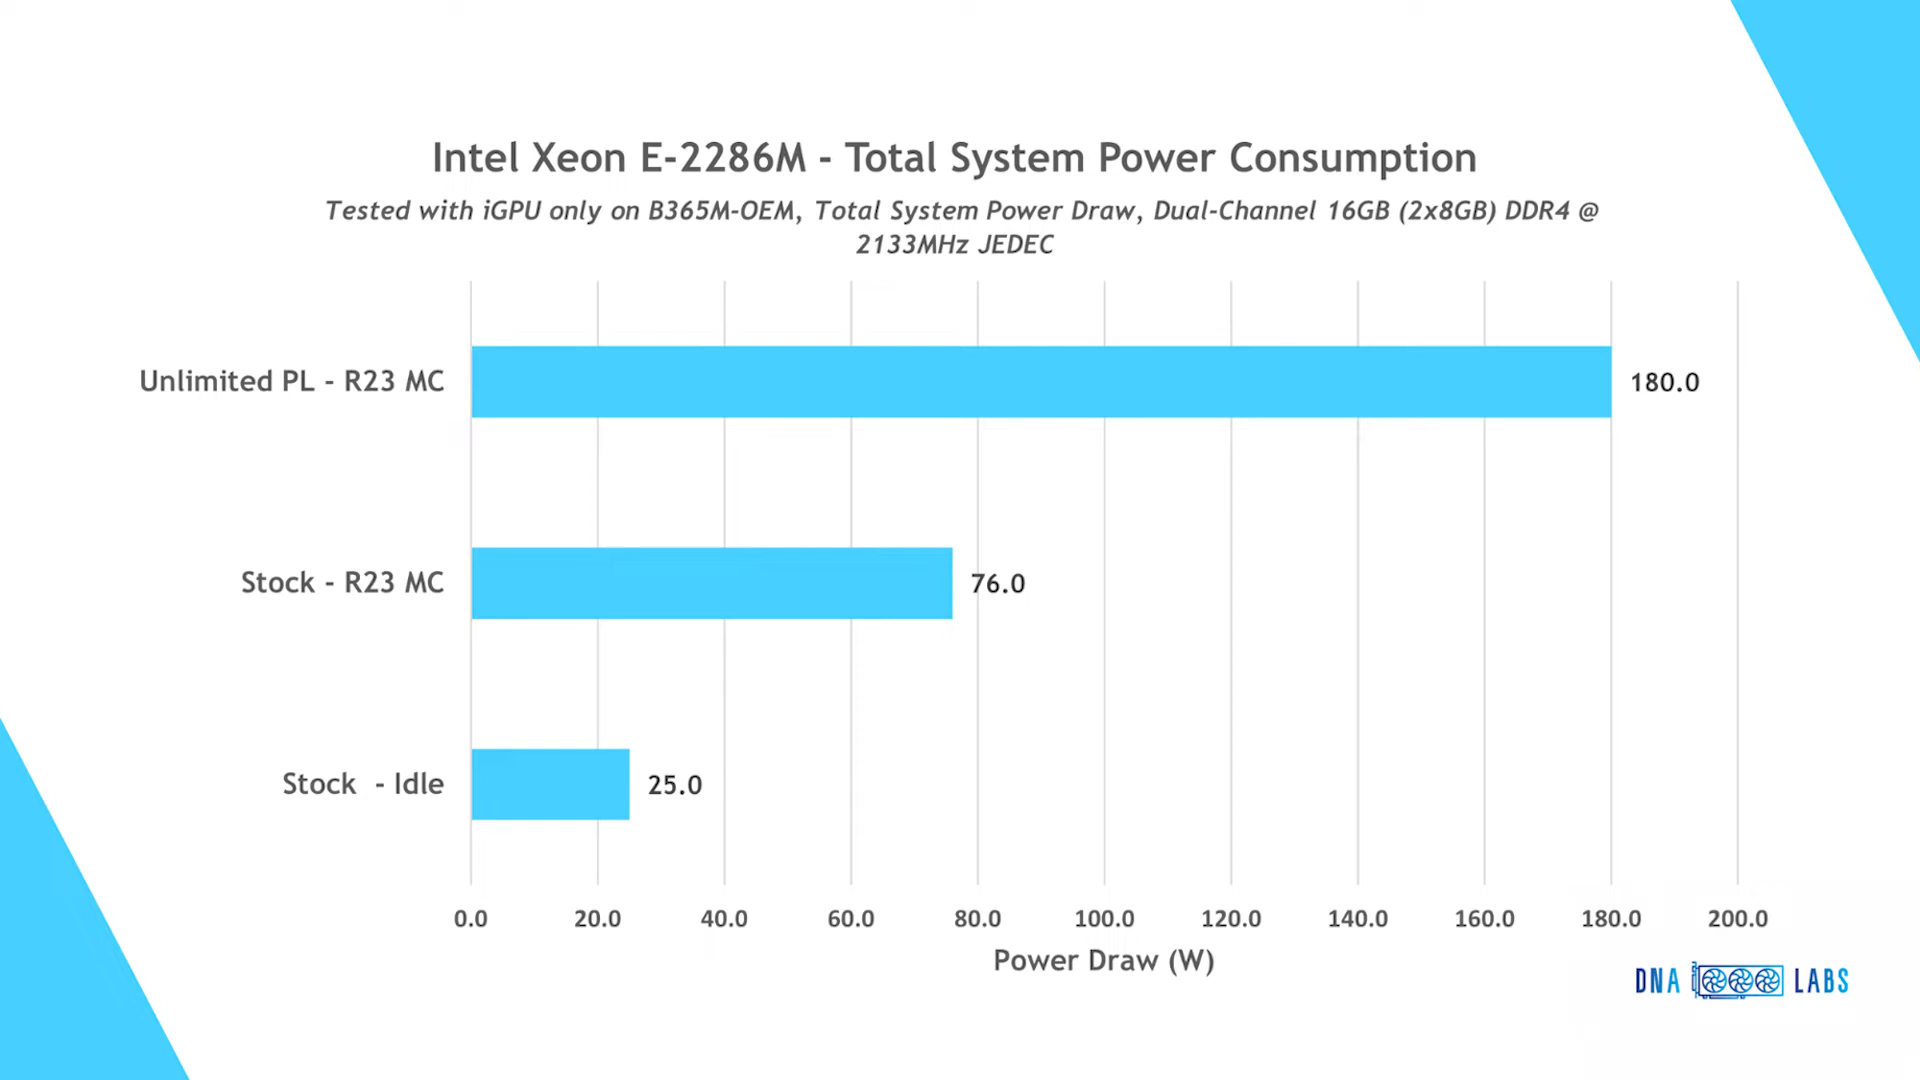 Intel Xeon E-2286M - Total System Power Consumption
Tested with iGPU only on B365M-OEM, Total System Power Draw, Dual-Channel 16GB (2x8GB) DDR4 @
2133MHz JEDEC
Unlimited PL - R23 MC 180.0
Stock - R23 MC 76.0
Stock - Idle 25.0
0.0 20.0 40.0 60.0 80.0 100.0 120.0 140.0 160.0 180.0 200.0
Power Draw (W)
DNA LABS